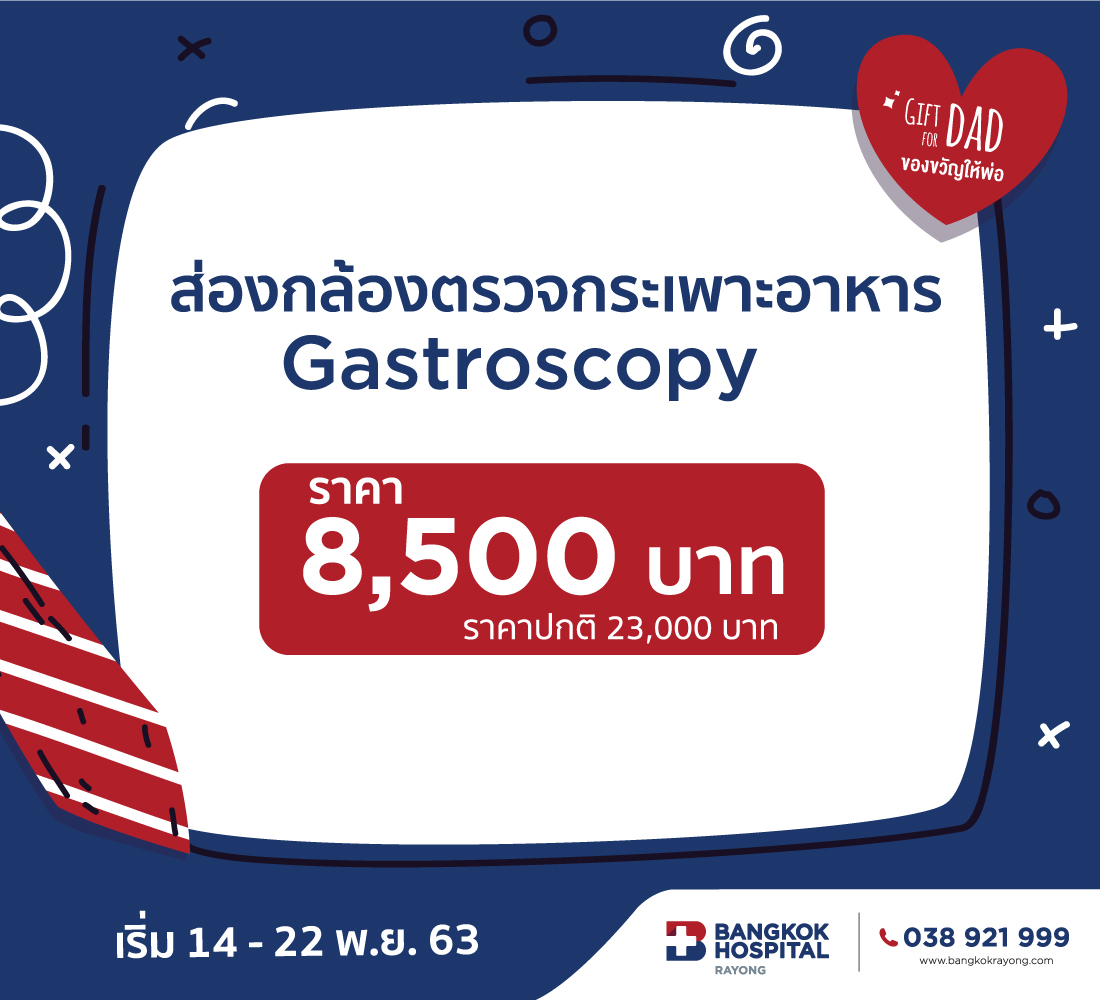 GIFT
FOR DAD
ของขวัญให้พ่อ
ส่องกล้องตรวจกระเพาะอาหาร
Gastroscopy
ราคา
8,500 บาท
ราคาปกติ 23,000 บาท
เริ่ม 14 - 22 พ.ย. 63
BANGKOK
HOSPITAL
RAYONG
038 921 999
www.bangkokrayong.com